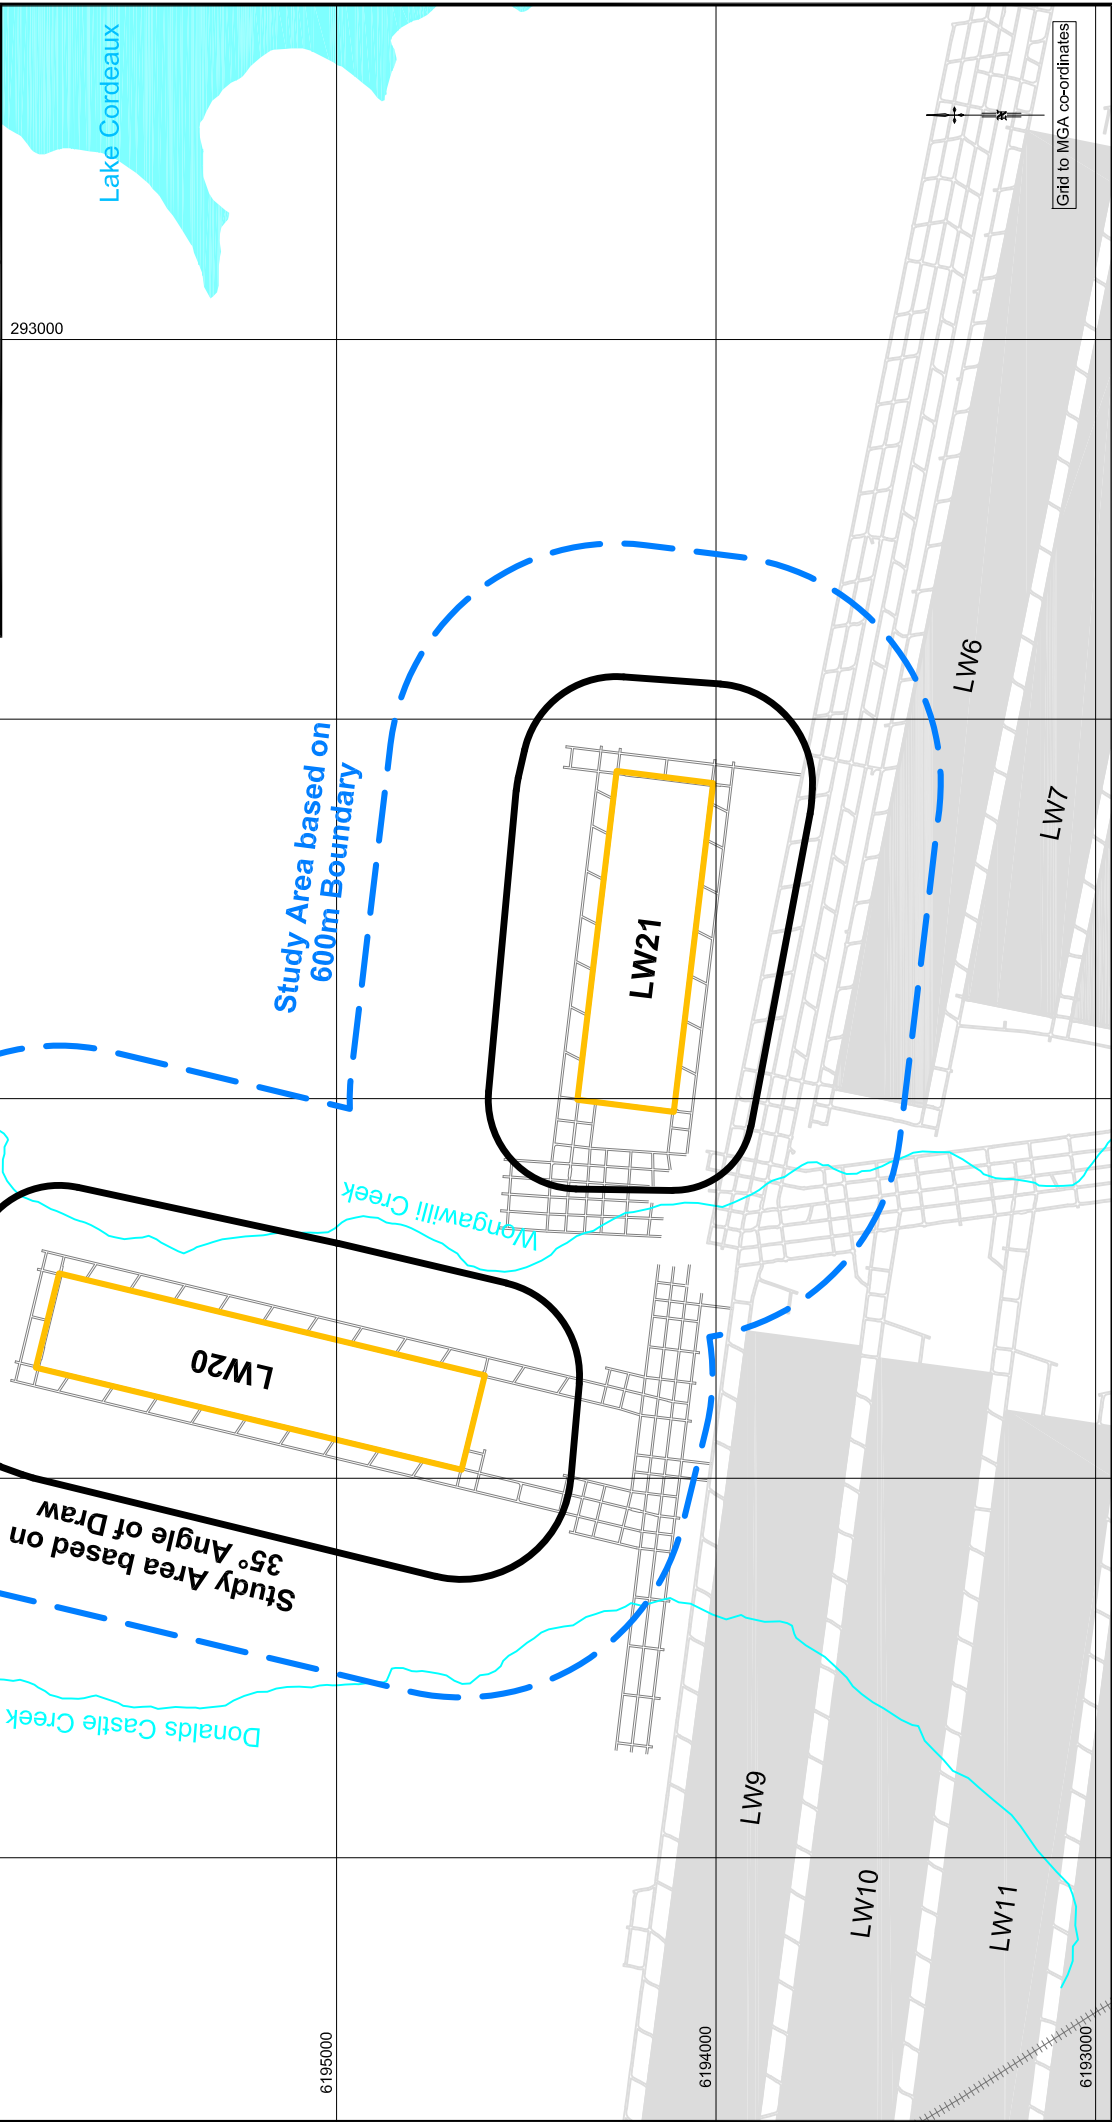 Lake Cordeaux
Grid to MGA co-ordinates
N
293000
Study Area based on
600m Boundary
LW6
LW7
LW21
Wongawilli Creek
LW20
Study Area based on
35° Angle of Draw
Donalds Castle Creek
LW9
LW10
LW11
6195000
6194000
6193000